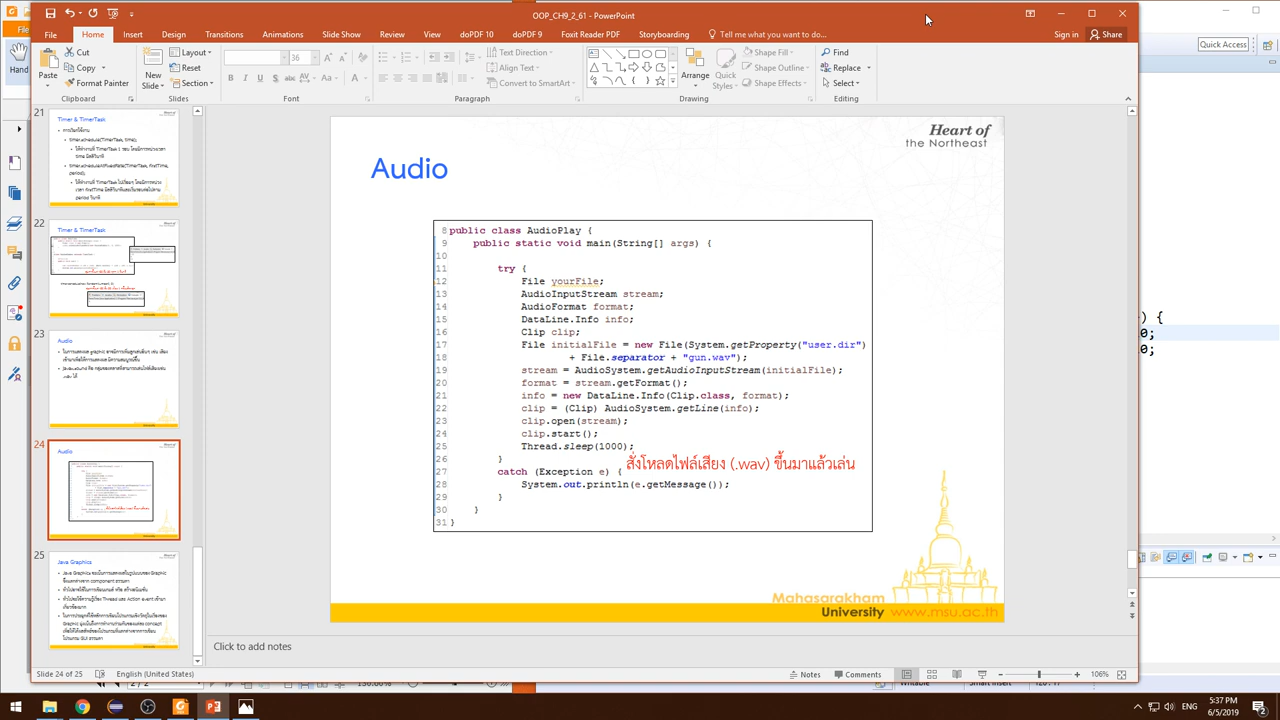 OOP_CH9_2_61 - PowerPoint
File Home Insert Design Transitions Animations Slide Show Review View doPDF 10 doPDF 9 Foxit Reader PDF Storyboarding Tell me what you want to do... Sign in Share
Quick Access
Hand
Paste
Cut
Copy
Format Painter
Clipboard
New
Slide
Layout
Reset
Section
Slides
36
Font
Text Direction
Align Text
Convert to SmartArt
Paragraph
Arrange
Quick
Styles
Shape Fill
Shape Outline
Shape Effects
Drawing
Find
Replace
Select
Editing
21
Timer & TimerTask
22
Timer & TimerTask
23
Audio
24
Audio
25
Java Graphics
Heart of
the Northeast
Audio
8 public class AudioPlay {
9 public static void main(String[] args) {
10
11 try {
12 File yourFile;
13 AudioInputStream stream;
14 AudioFormat format;
15 DataLine.Info info;
16 Clip clip;
17 File initialFile = new File(System.getProperty("user.dir")
18 + File.separator + "gun.wav");
19 stream = AudioSystem.getAudioInputStream(initialFile);
20 format = stream.getFormat();
21 info = new DataLine.Info(Clip.class, format);
22 clip = (Clip) AudioSystem.getLine(info);
23 clip.open(stream);
24 clip.start();
25 Thread.sleep(1000);
26 }
สั่งโหลดไฟล์เสียง (.wav) ขึ้นมาแล้วเล่น
27 catch (Exception e) {
28 System.out.println(e.getMessage());
29 }
30 }
31 }
Mahasarakham
University www.msu.ac.th
) {
0;
0;
Click to add notes
Slide 24 of 25 English (United States) Notes Comments 106%
ENG 5:37 PM
6/5/2019